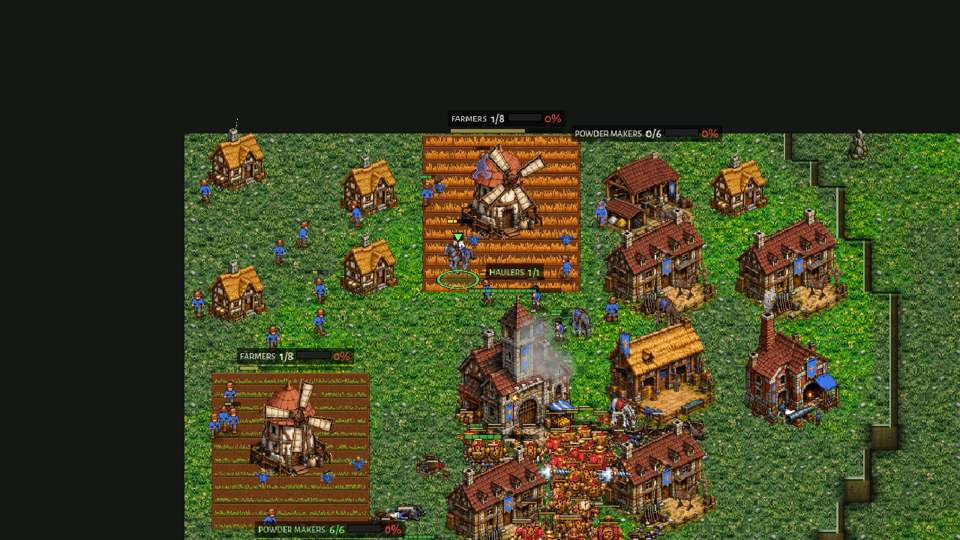 FARMERS 1/8 0%
POWDER MAKERS 0/6 0%
HAULERS 1/1
FARMERS 1/8 0%
POWDER MAKERS 6/6 0%